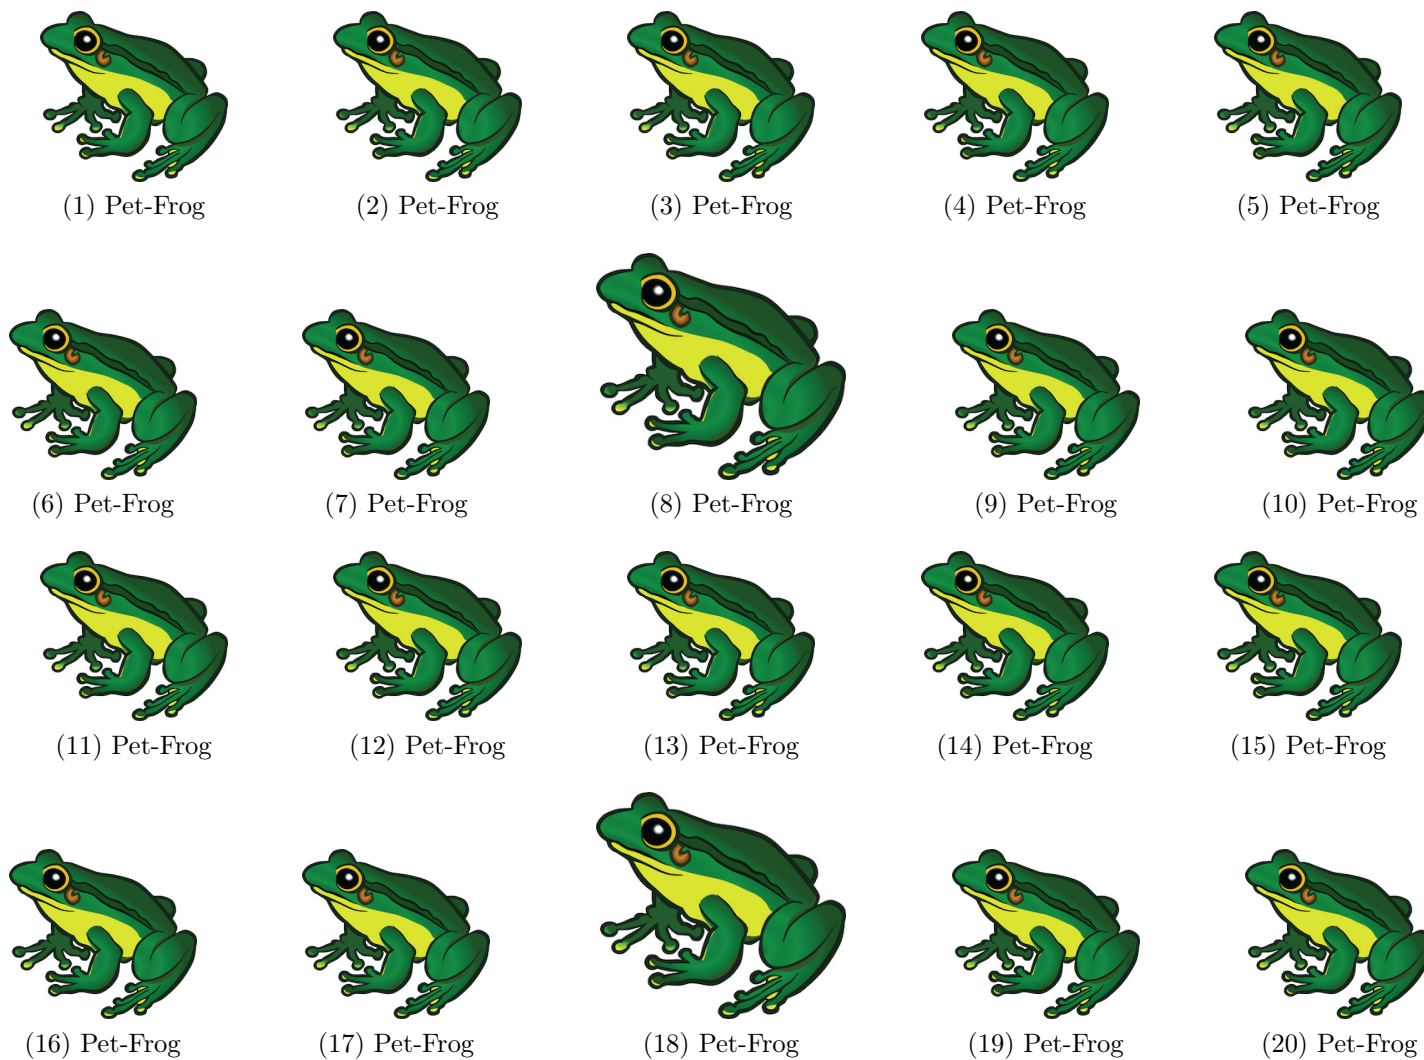 (1) Pet-Frog
(2) Pet-Frog
(3) Pet-Frog
(4) Pet-Frog
(5) Pet-Frog
(6) Pet-Frog
(7) Pet-Frog
(8) Pet-Frog
(9) Pet-Frog
(10) Pet-Frog
(11) Pet-Frog
(12) Pet-Frog
(13) Pet-Frog
(14) Pet-Frog
(15) Pet-Frog
(16) Pet-Frog
(17) Pet-Frog
(18) Pet-Frog
(19) Pet-Frog
(20) Pet-Frog